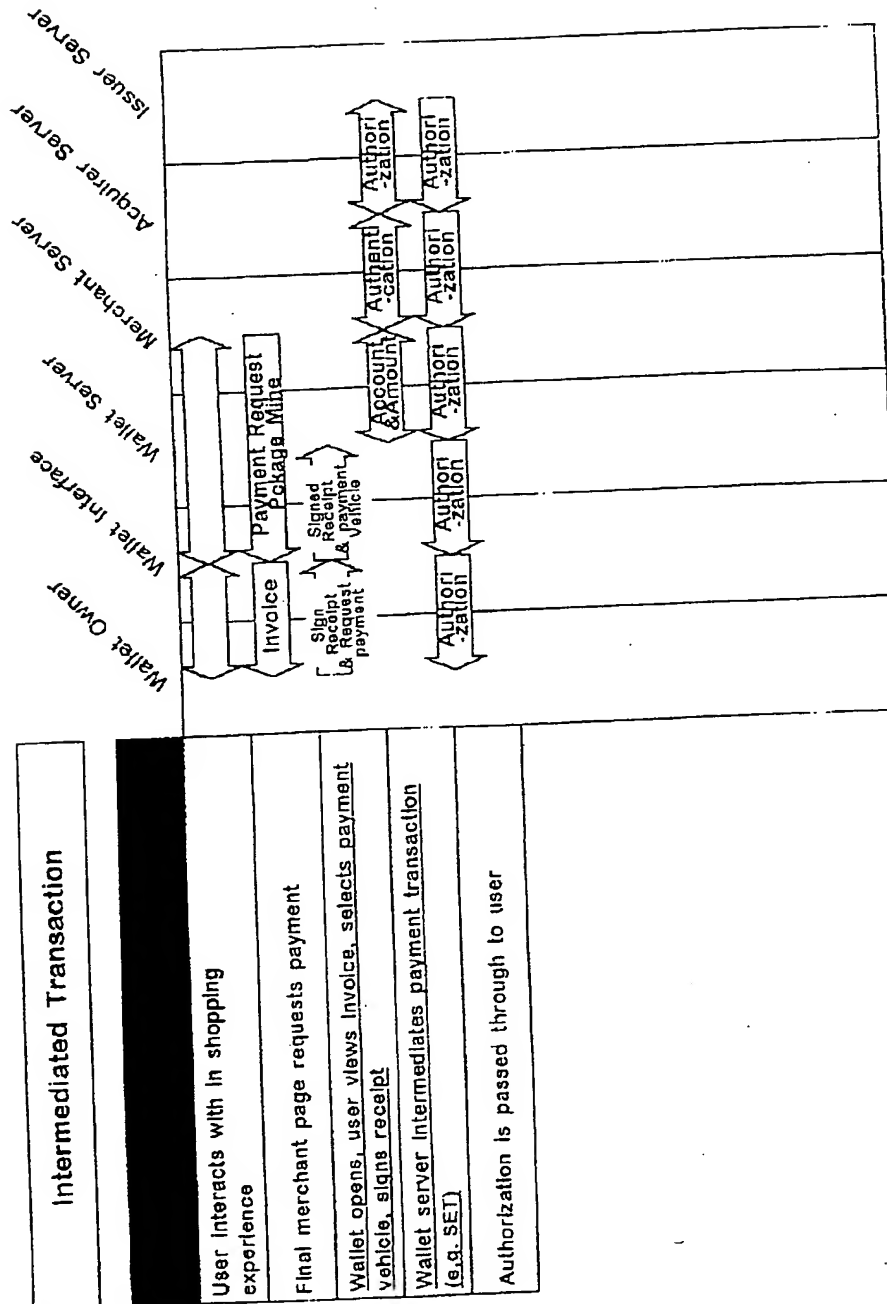 Intermediated Transaction
Wallet Owner
Wallet Interface
Wallet Server
Merchant Server
Acquirer Server
Issuer Server
User interacts with in shopping
experience
Final merchant page requests payment
Invoice
Payment Request
Pckage Mine
Wallet opens, user views invoice, selects payment
vehicle, signs receipt
Sign
Receipt
& Request
payment
Signed
Receipt
& payment
vehicle
Wallet server intermediates payment transaction
(e.g. SET)
Account
&Amount
Authenti
-cation
Authori
-zation
Authorization is passed through to user
Authori
-zation
Authori
-zation
Authori
-zation
Authori
-zation
Authori
-zation